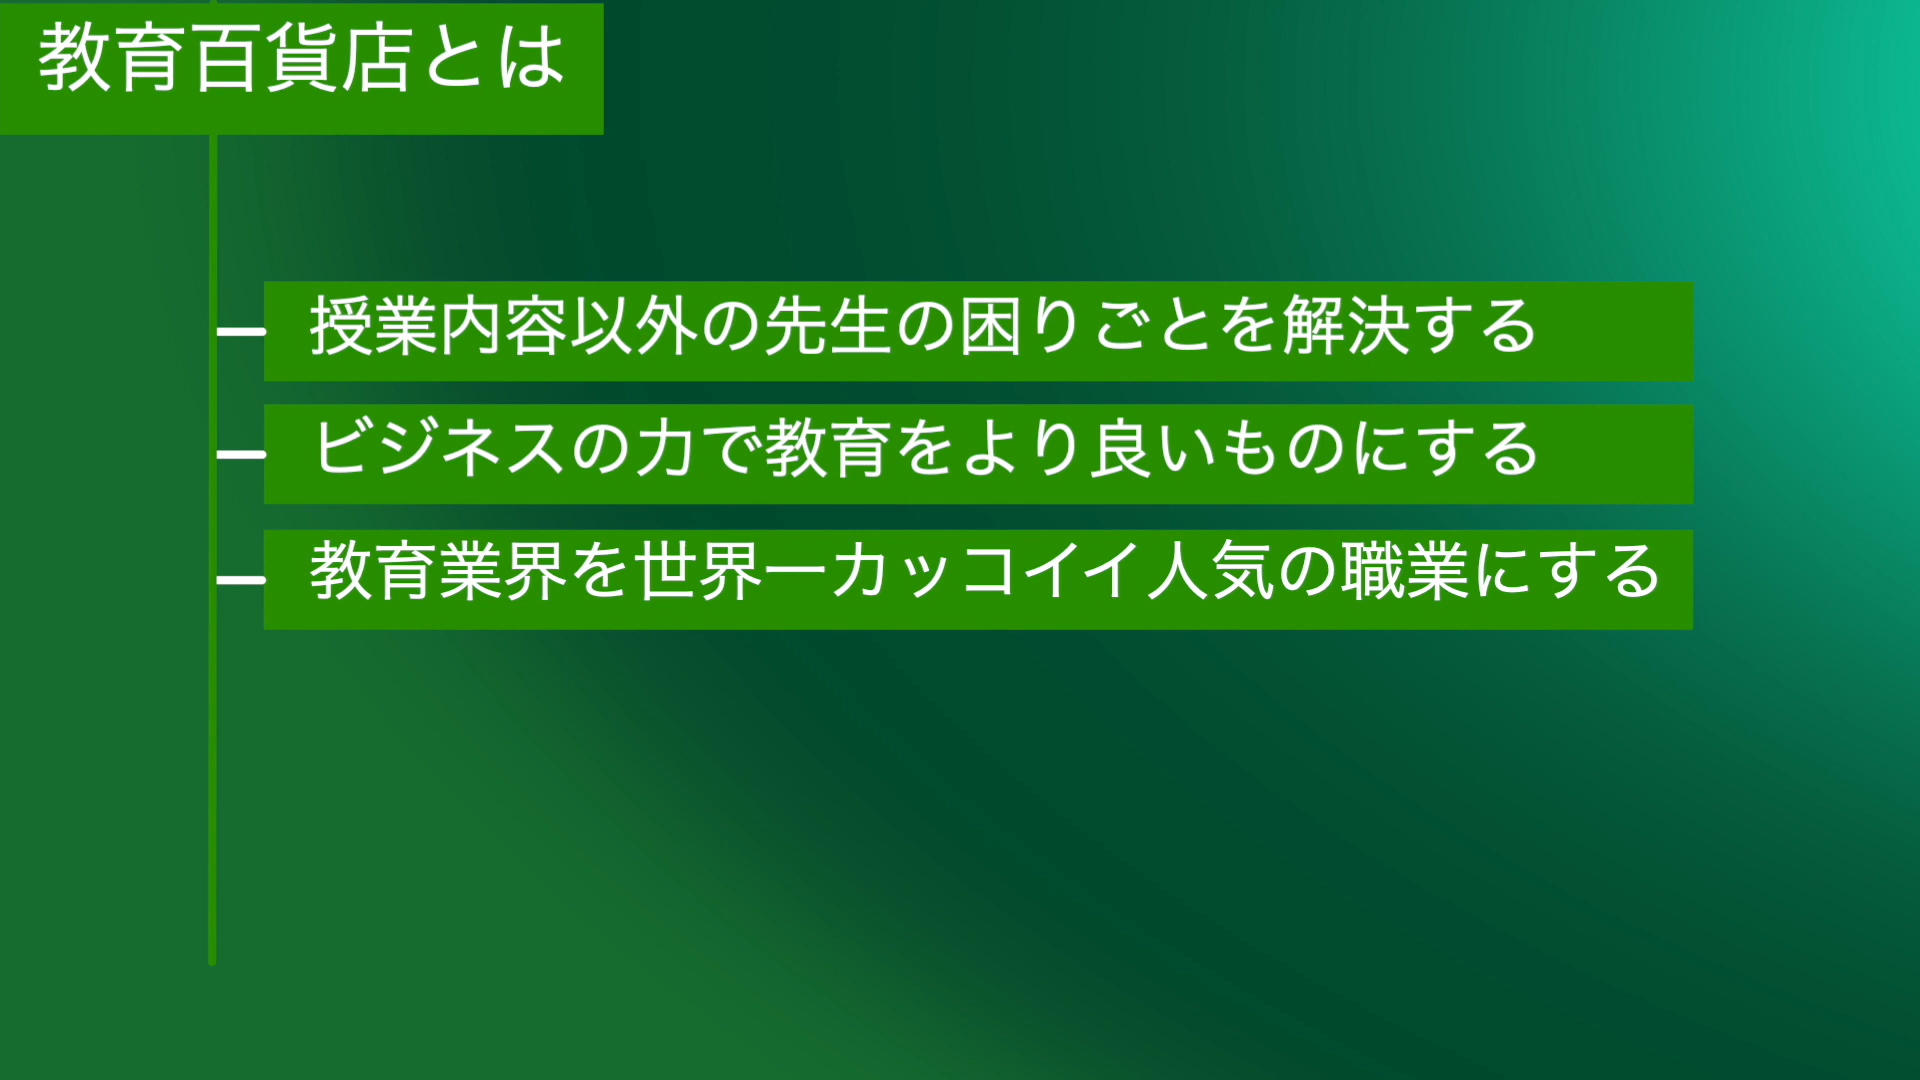 教育百貨店とは
授業内容以外の先生の困りごとを解決する
ビジネスの力で教育をより良いものにする
教育業界を世界一カッコイイ人気の職業にする